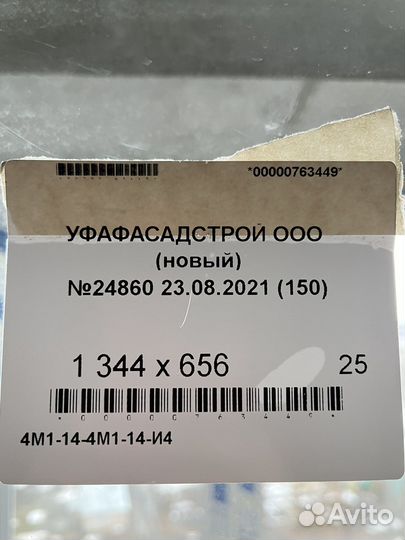 *00000763449*
УФАФАСАДСТРОЙ ООО
(новый)
№24860 23.08.2021 (150)
1 344 x 656 25
*00000763449*
4М1-14-4М1-14-И4
Avito